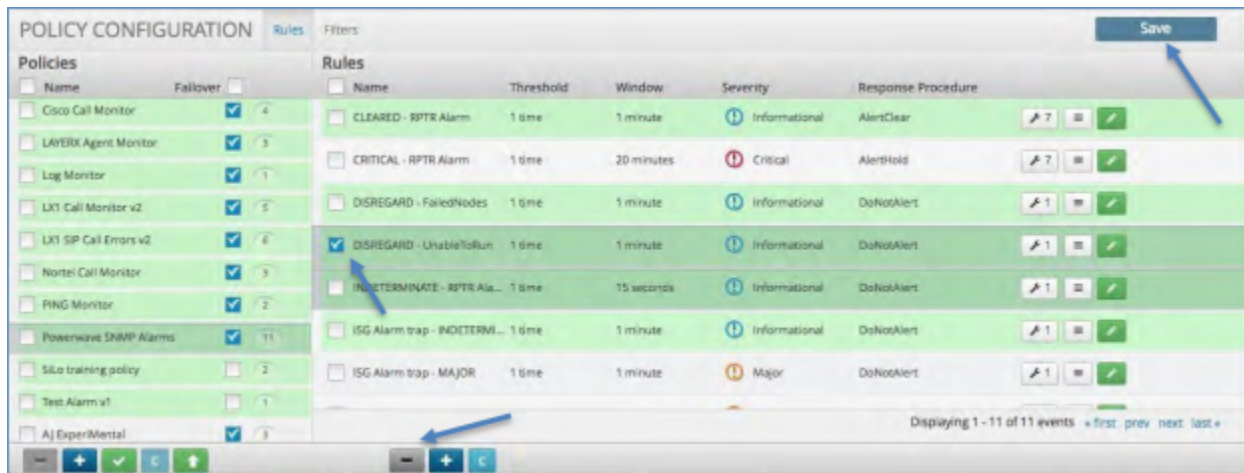 POLICY CONFIGURATION Rules Filters Save
Policies Rules
Name Failover Name Threshold Window Severity Response Procedure
Cisco Call Monitor 4
LAYERX Agent Monitor 3
Log Monitor 1
LX1 Call Monitor v2 5
LX1 SIP Call Errors v2 6
Nortel Call Monitor 3
PING Monitor 2
Powerwave SNMP Alarms 11
SiLo training policy 2
Test Alarm v1 1
AJ ExperiMental 3
CLEARED - RPTR Alarm 1 time 1 minute Informational AlertClear 7
CRITICAL - RPTR Alarm 1 time 20 minutes Critical AlertHold 7
DISREGARD - FailedNodes 1 time 1 minute Informational DoNotAlert 1
DISREGARD - UnableToRun 1 time 1 minute Informational DoNotAlert 1
INDETERMINATE - RPTR Ala... 1 time 15 seconds Informational DoNotAlert 1
ISG Alarm trap - INDETERMI... 1 time 1 minute Informational DoNotAlert 1
ISG Alarm trap - MAJOR 1 time 1 minute Major DoNotAlert 1
Displaying 1 - 11 of 11 events « first prev next last »
C C